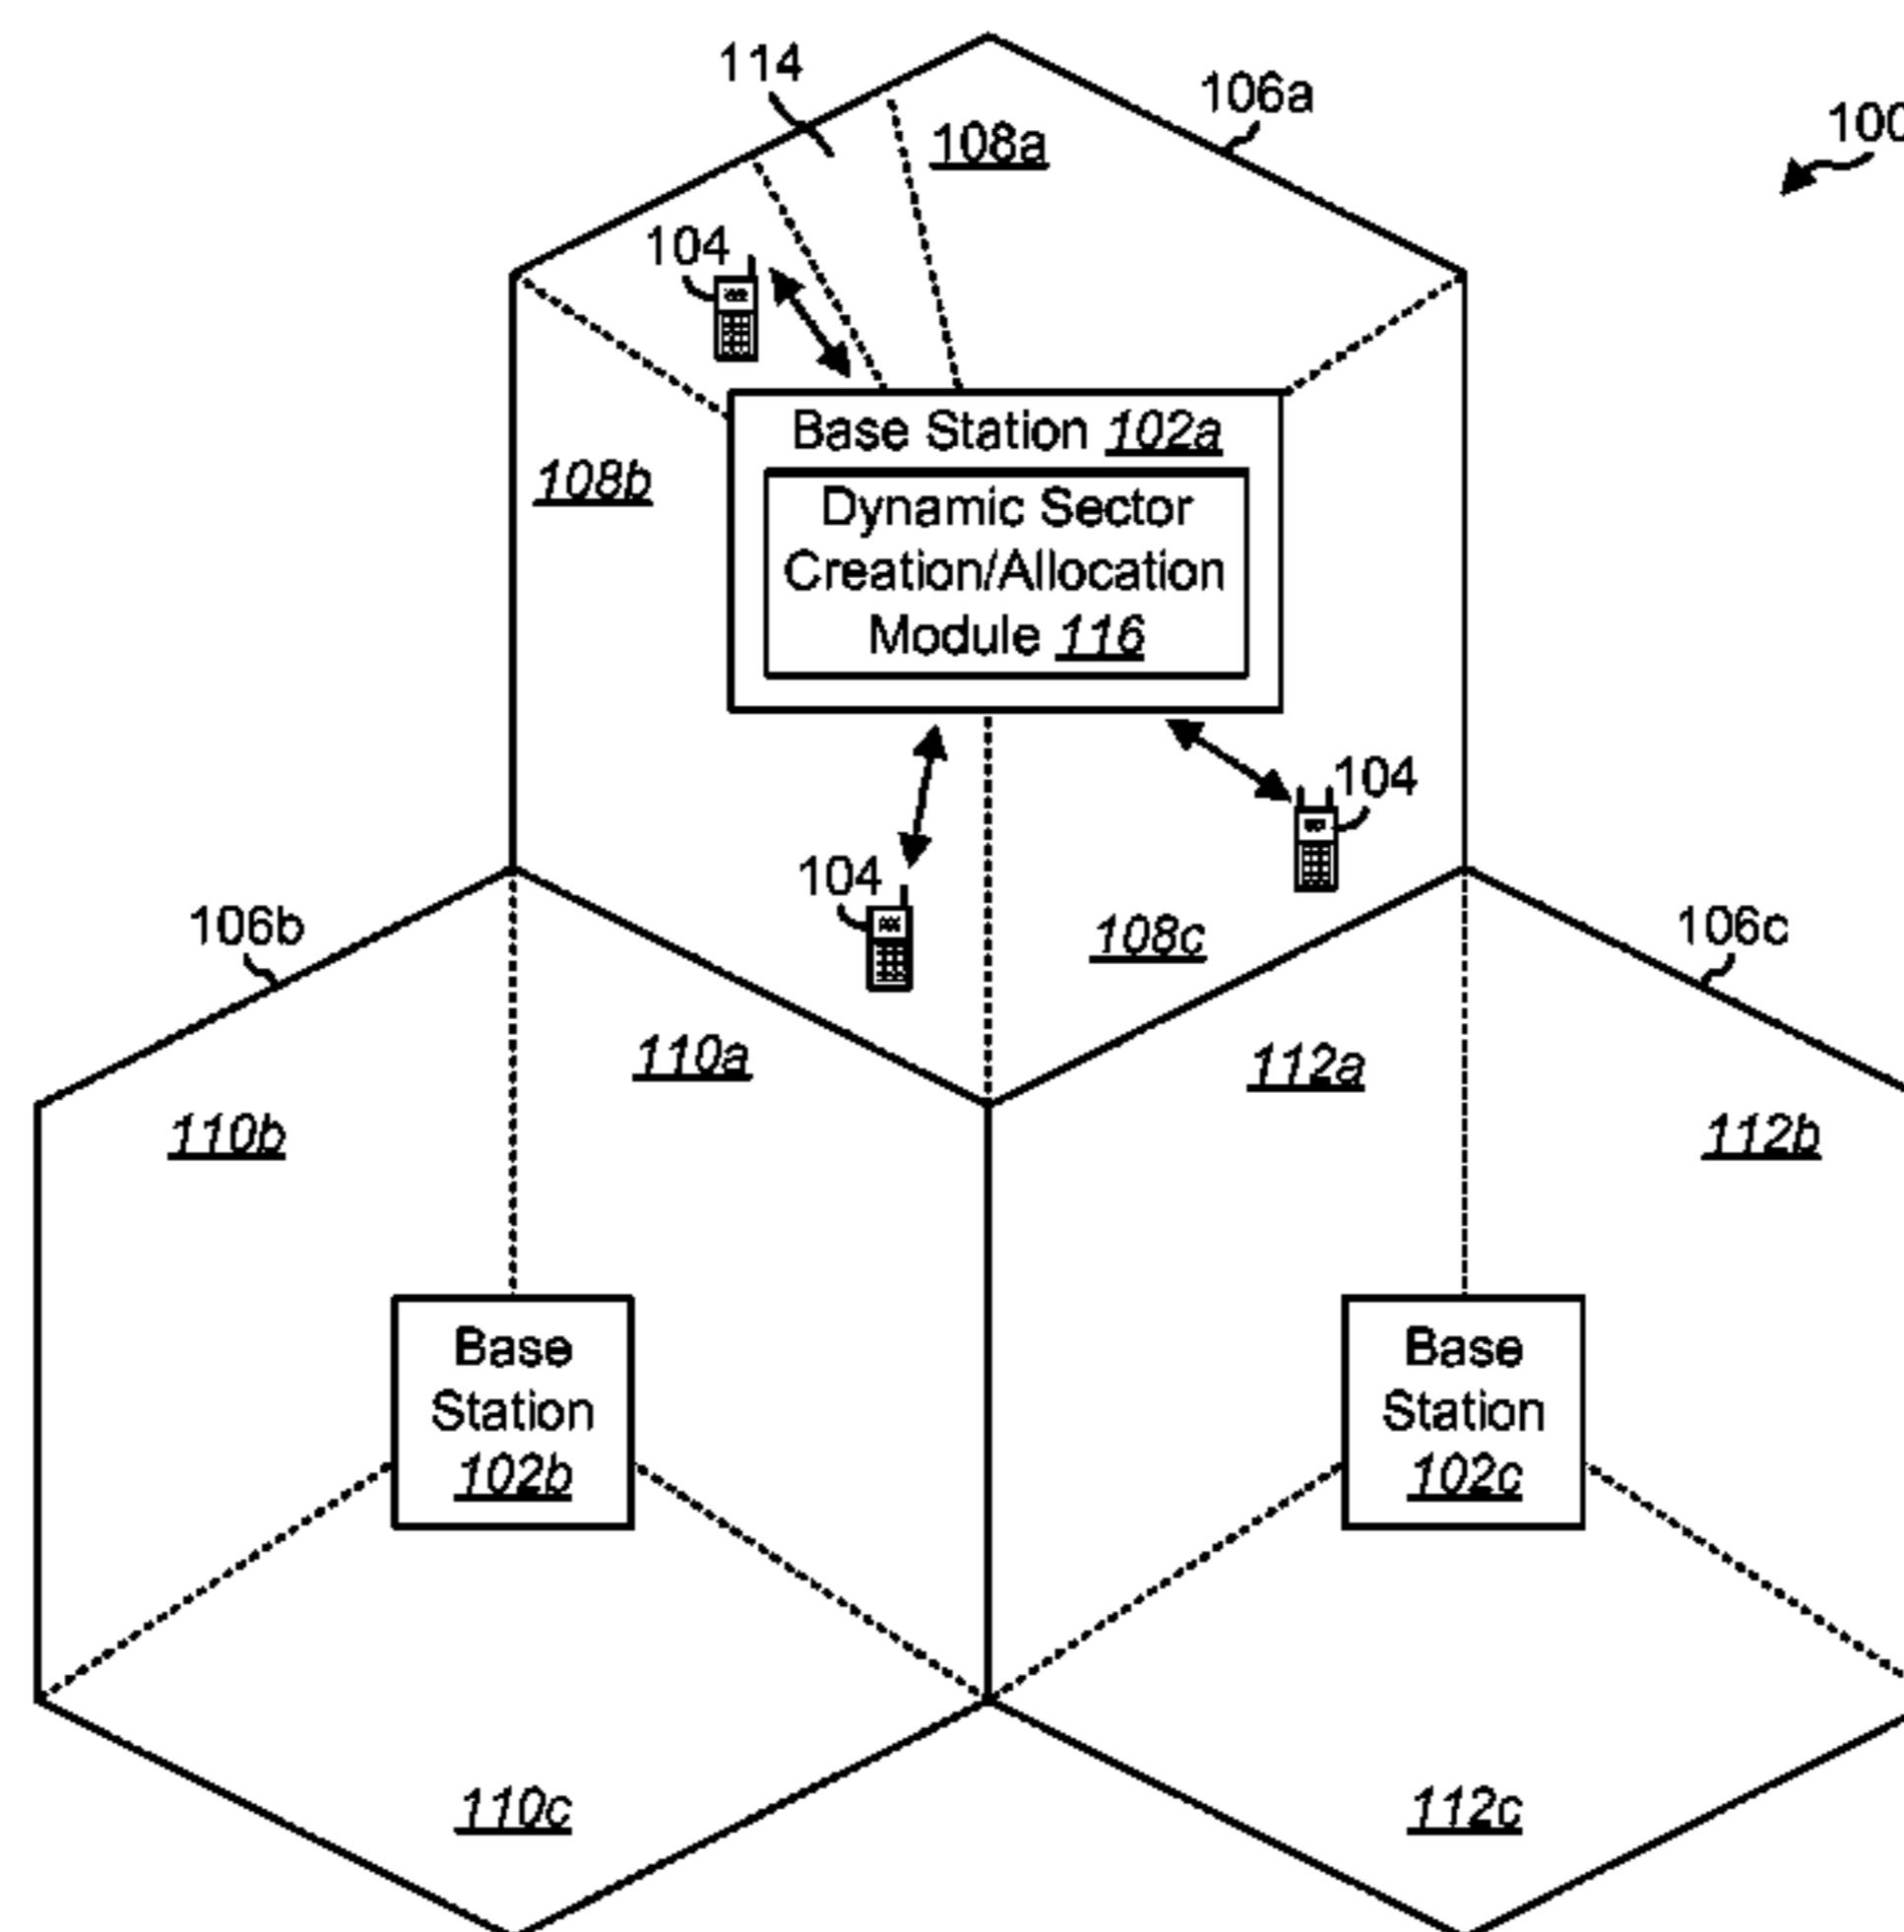 114
106a
100
108a
104
Base Station 102a
108b
Dynamic Sector
Creation/Allocation
Module 116
104
104
106b
108c
106c
110a
112a
110b
112b
Base
Station
102b
Base
Station
102c
110c
112c